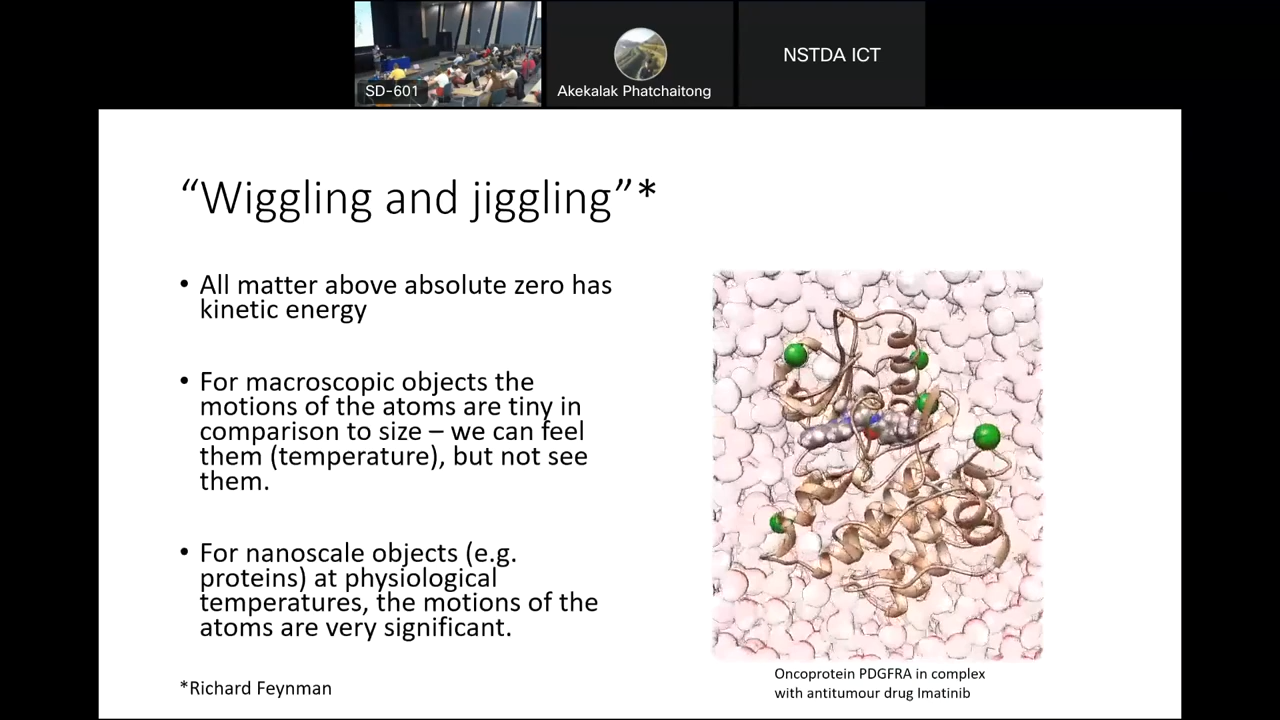 SD-601
Akekalak Phatchaitong
NSTDA ICT
“Wiggling and jiggling”*
• All matter above absolute zero has
kinetic energy
• For macroscopic objects the
motions of the atoms are tiny in
comparison to size – we can feel
them (temperature), but not see
them.
• For nanoscale objects (e.g.
proteins) at physiological
temperatures, the motions of the
atoms are very significant.
*Richard Feynman
Oncoprotein PDGFRA in complex
with antitumour drug Imatinib